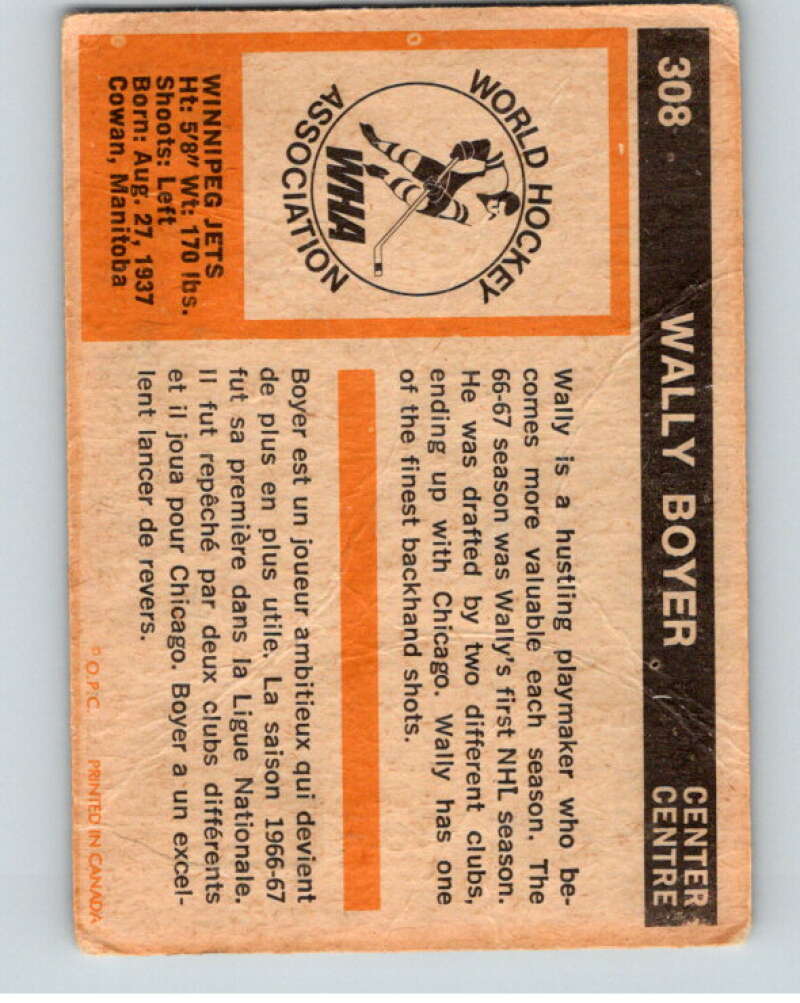 308
WALLY BOYER
CENTER
CENTRE
WORLD HOCKEY
ASSOCIATION
WHA
WINNIPEG JETS
Ht: 5'8" Wt: 170 lbs.
Shoots: Left
Born: Aug. 27, 1937
Cowan, Manitoba
Wally is a hustling playmaker who be-
comes more valuable each season. The
66-67 season was Wally's first NHL season.
He was drafted by two different clubs,
ending up with Chicago. Wally has one
of the finest backhand shots.
Boyer est un joueur ambitieux qui devient
de plus en plus utile. La saison 1966-67
fut sa première dans la Ligue Nationale.
Il fut repêché par deux clubs différents
et il joua pour Chicago. Boyer a un excel-
lent lancer de revers.
© O.P.C. PRINTED IN CANADA